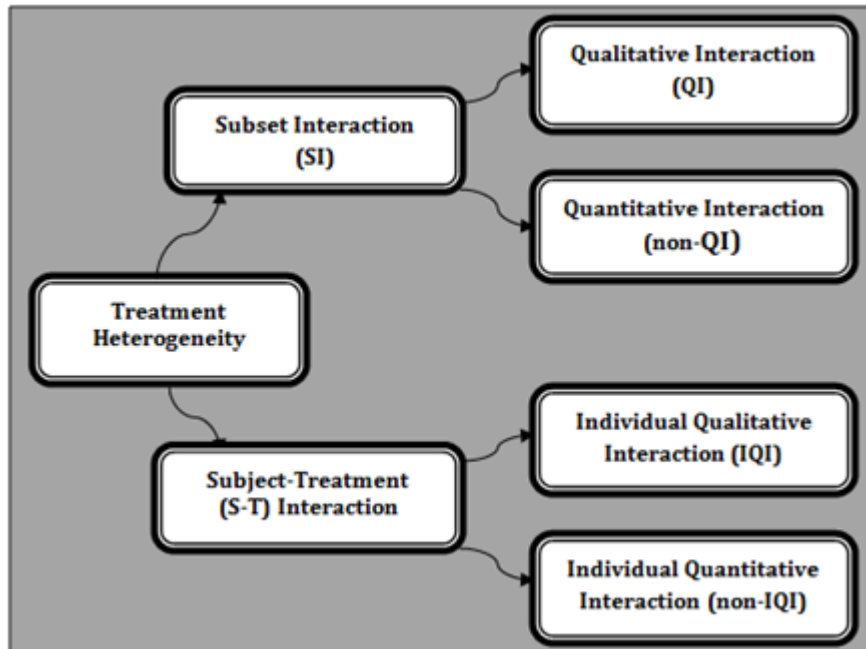 Qualitative Interaction
(QI)
Subset Interaction
(SI)
Quantitative Interaction
(non-QI)
Treatment
Heterogeneity
Individual Qualitative
Interaction (IQI)
Subject-Treatment
(S-T) Interaction
Individual Quantitative
Interaction (non-IQI)